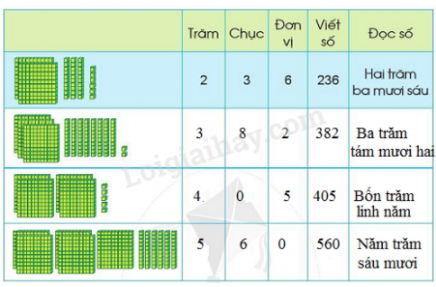 Trăm Chục Đơn vị Viết số Đọc số
2 3 6 236 Hai trăm ba mươi sáu
3 8 2 382 Ba trăm tám mươi hai
4. 0 5 405 Bốn trăm linh năm
5 6 0 560 Năm trăm sáu mươi
Loigiaihay.com